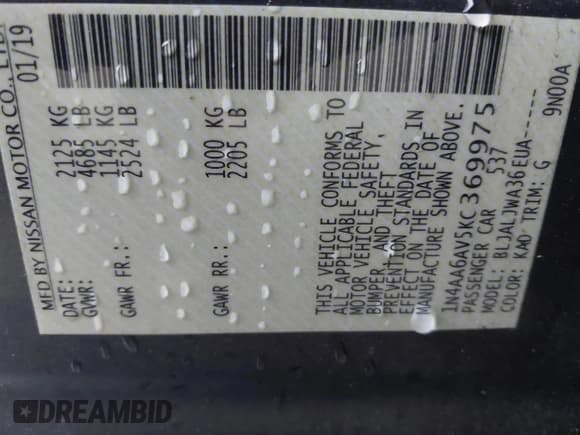 MFD BY NISSAN MOTOR CO., LTD.
DATE: 01/19
GVWR: 2125 KG
4685 LB
GAWR FR.: 1145 KG
2524 LB
GAWR RR.: 1000 KG
2205 LB
THIS VEHICLE CONFORMS TO
ALL APPLICABLE FEDERAL
MOTOR VEHICLE SAFETY,
BUMPER, AND THEFT
PREVENTION STANDARDS IN
EFFECT ON THE DATE OF
MANUFACTURE SHOWN ABOVE.
1N4AA6AV5KC369975
PASSENGER CAR 537
MODEL: BLJALJWA36EUA-----
COLOR: KAD TRIM: G 9N00A
DREAMBID